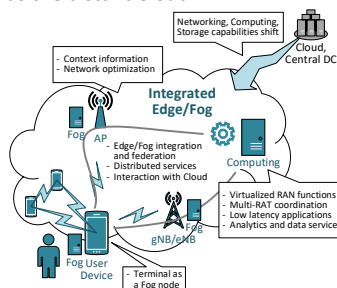 Networking, Computing,
Storage capabilities shift
Cloud,
Central DC
- Context information
- Network optimization
Integrated
Edge/Fog
Fog
AP
- Edge/Fog integration
and federation
- Distributed services
- Interaction with Cloud
Computing
- Virtualized RAN functions
- Multi-RAT coordination
- Low latency applications
- Analytics and data service
Fog
gNB/eNB
Fog
User
Device
- Terminal as
a Fog node